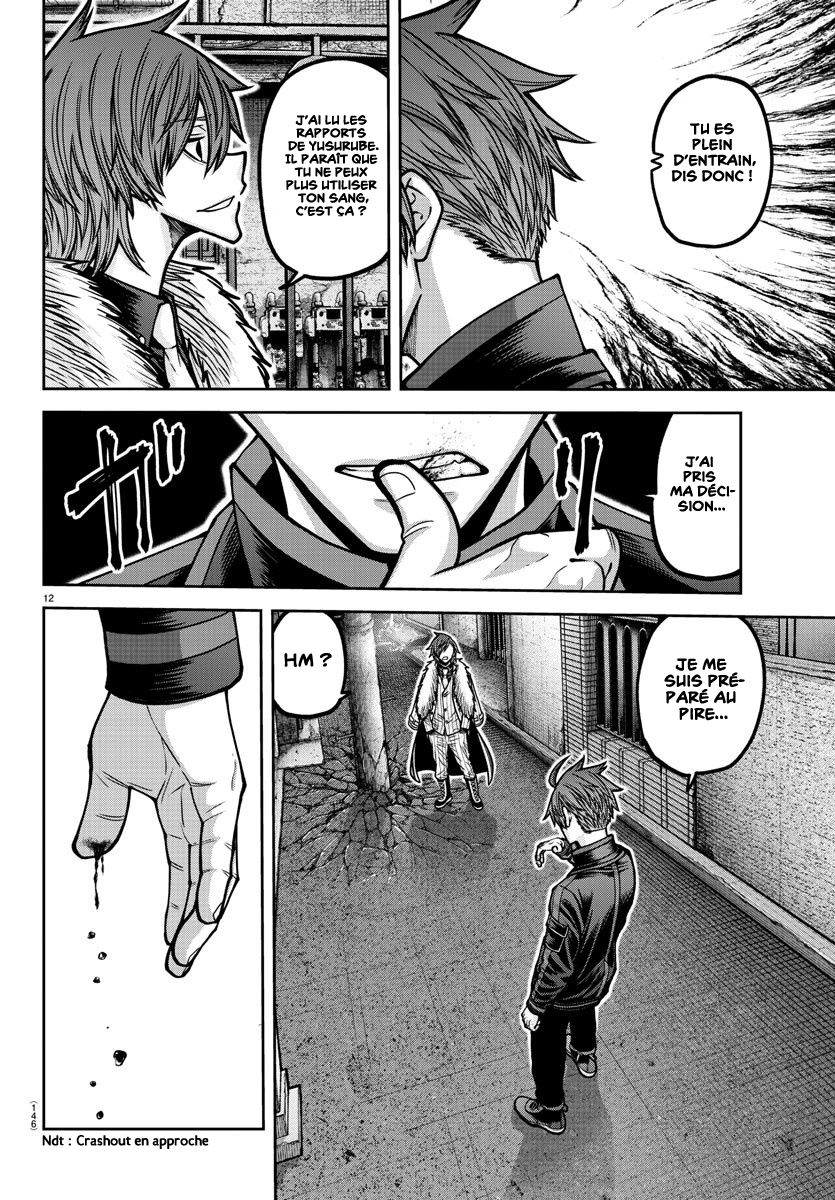 TU ES
PLEIN
D'ENTRAIN,
DIS DONC !
J'AI LU LES
RAPPORTS
DE YUSURUBE.
IL PARAÎT QUE
TU NE PEUX
PLUS UTILISER
TON SANG,
C'EST ÇA ?
J'AI
PRIS
MA DÉCI-
SION...
ガリ
12
JE ME
SUIS PRÉ-
PARÉ AU
PIRE...
HM ?
(146)
Ndt : Crashout en approche